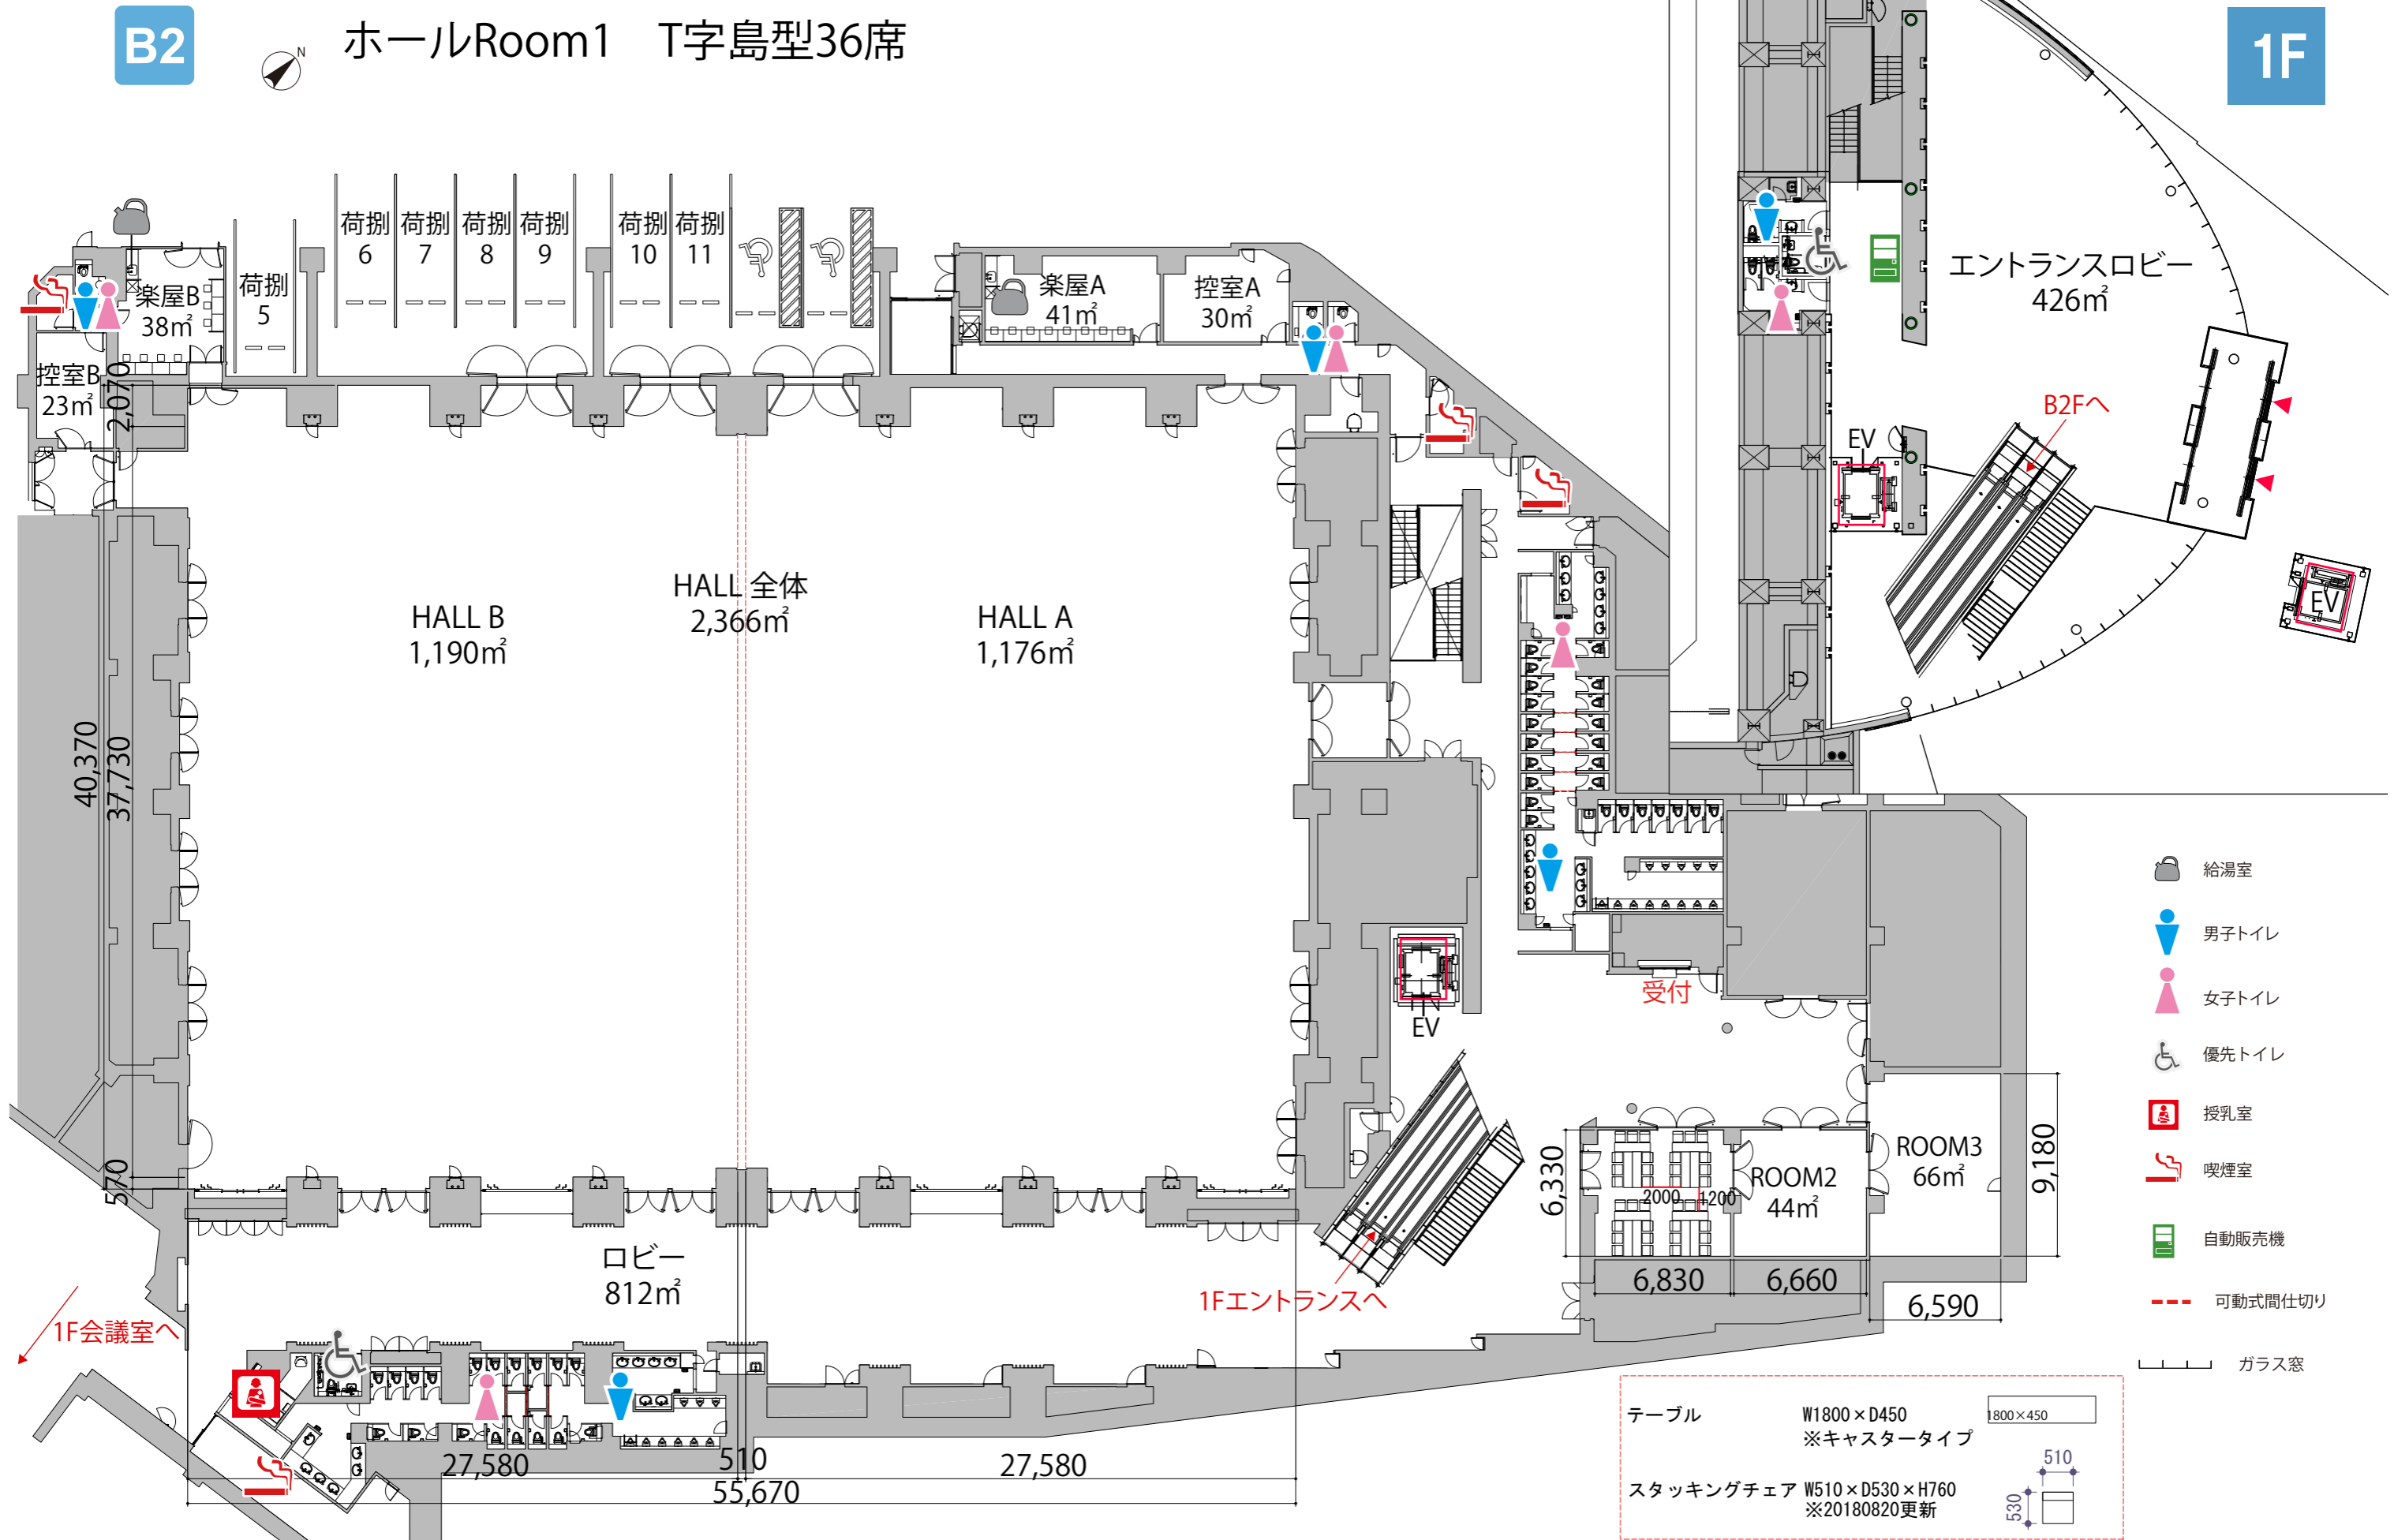 B2
N
ホールRoom1　T字島型36席
1F
荷捌
6
荷捌
7
荷捌
8
荷捌
9
荷捌
10
荷捌
11
荷捌
5
楽屋B
38㎡
控室B
23㎡
楽屋A
41㎡
控室A
30㎡
エントランスロビー
426㎡
B2Fへ
EV
EV
2,070
40,370
37,730
570
HALL B
1,190㎡
HALL 全体
2,366㎡
HALL A
1,176㎡
EV
受付
ロビー
812㎡
1Fエントランスへ
1F会議室へ
6,330
2000
1200
ROOM2
44㎡
ROOM3
66㎡
9,180
6,830
6,660
6,590
27,580
510
27,580
55,670
給湯室
男子トイレ
女子トイレ
優先トイレ
授乳室
喫煙室
自動販売機
可動式間仕切り
ガラス窓
テーブル
W1800×D450
※キャスタータイプ
1800×450
スタッキングチェア W510×D530×H760
※20180820更新
510
530